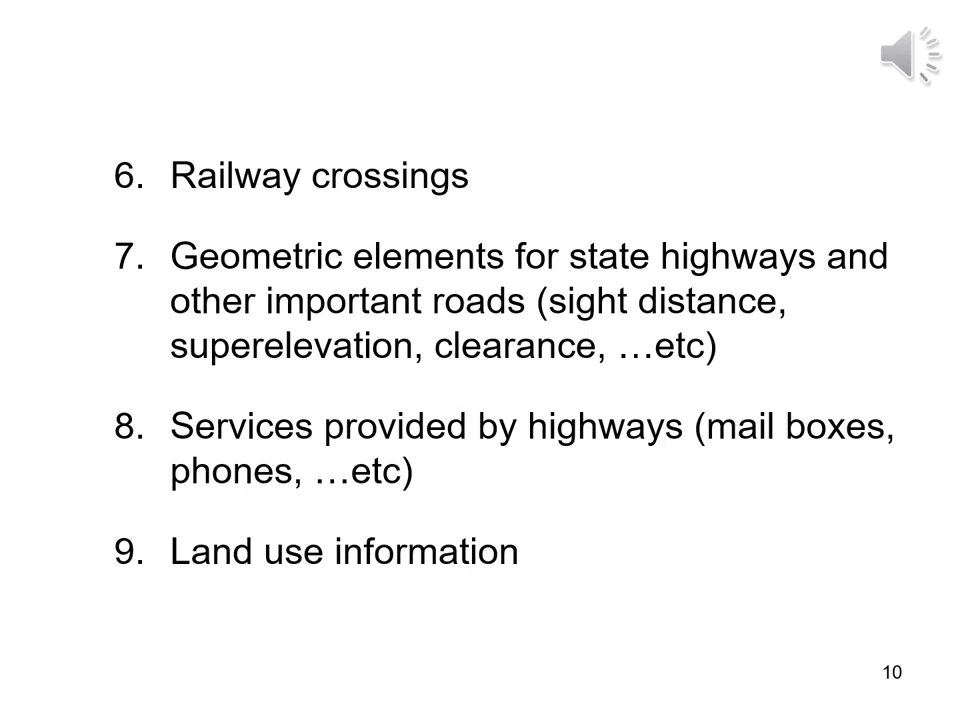 6. Railway crossings
7. Geometric elements for state highways and
other important roads (sight distance,
superelevation, clearance, …etc)
8. Services provided by highways (mail boxes,
phones, …etc)
9. Land use information
10